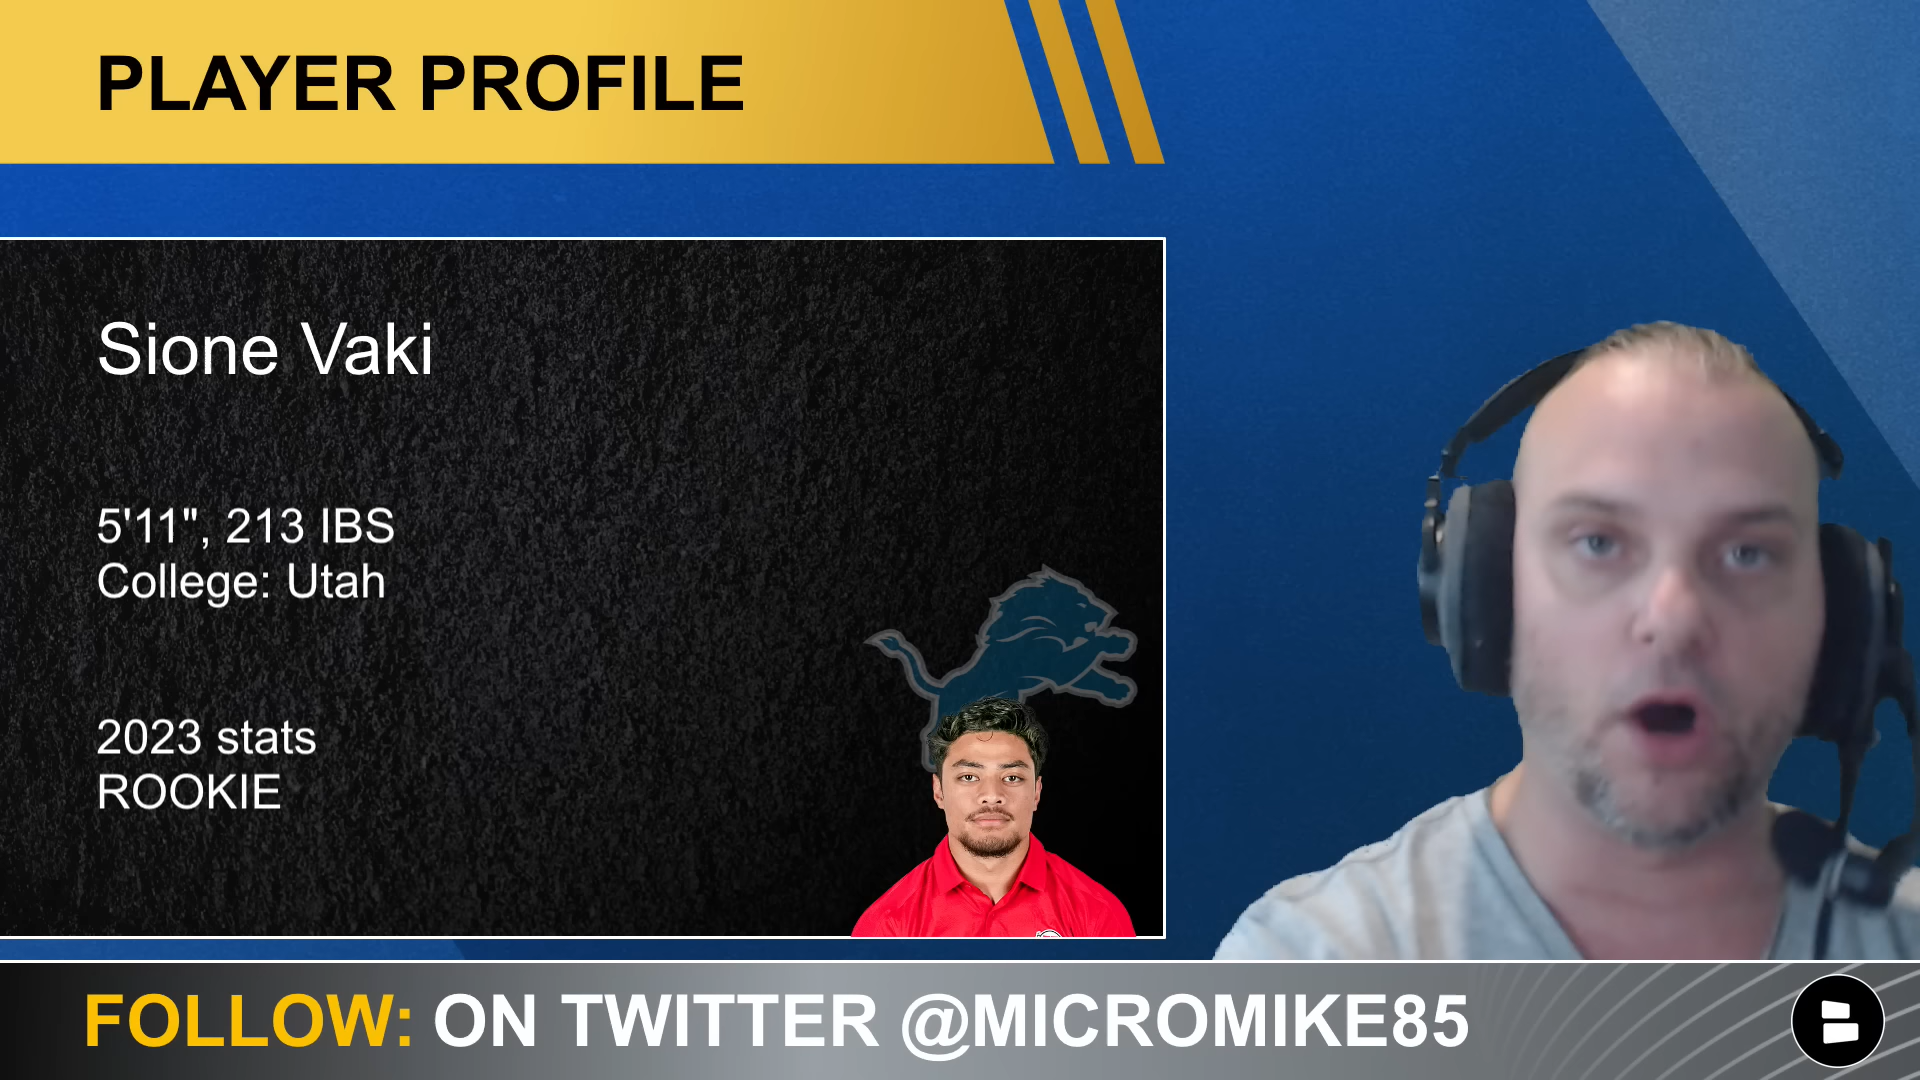 PLAYER PROFILE
Sione Vaki
5'11", 213 IBS
College: Utah
2023 stats
ROOKIE
FOLLOW: ON TWITTER @MICROMIKE85